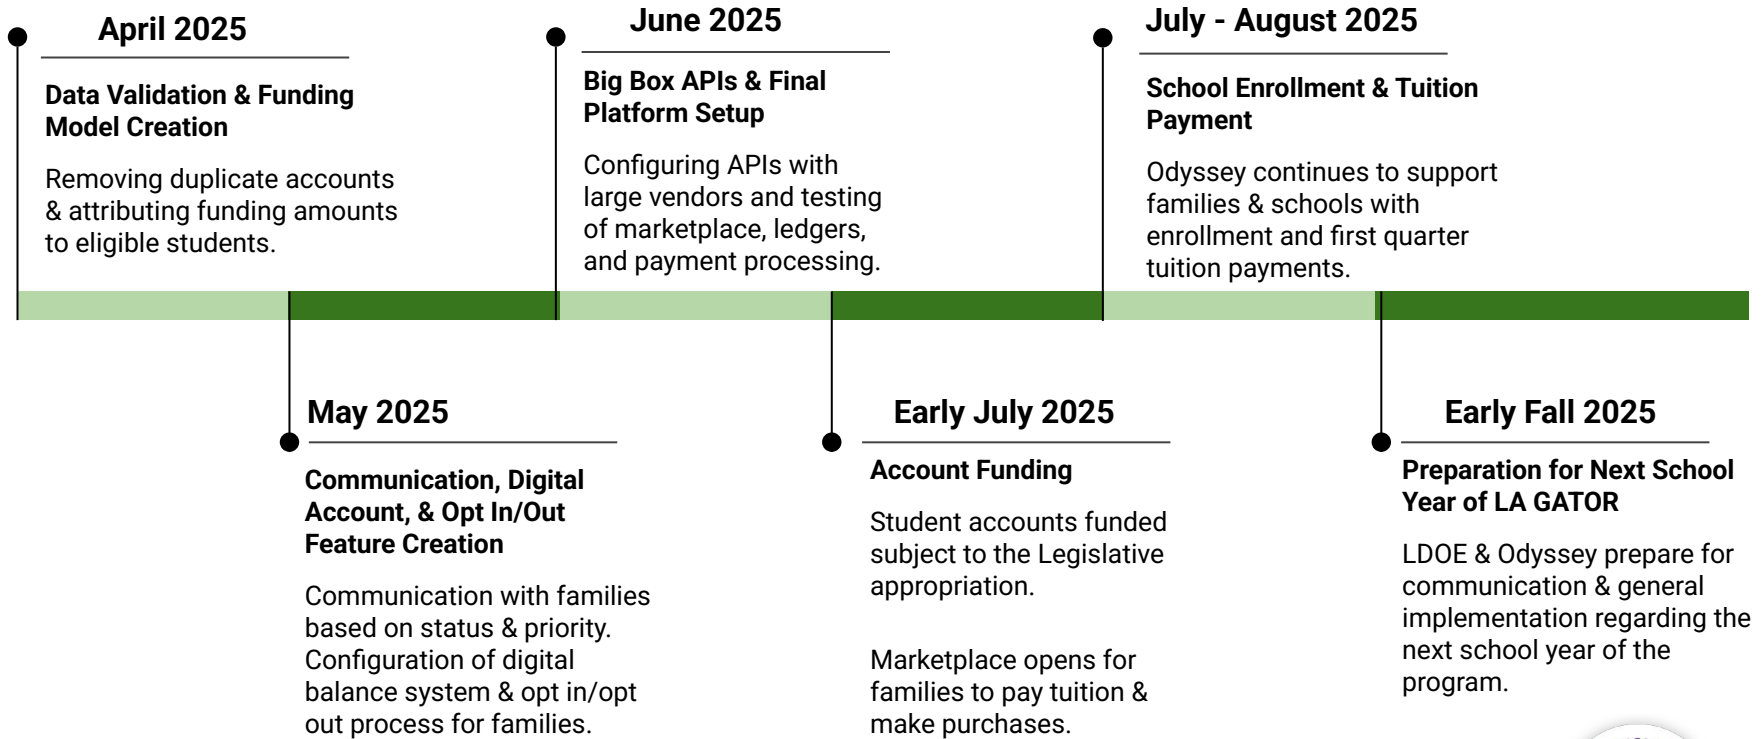 April 2025
Data Validation & Funding
Model Creation
Removing duplicate accounts
& attributing funding amounts
to eligible students.
June 2025
Big Box APIs & Final
Platform Setup
Configuring APIs with
large vendors and testing
of marketplace, ledgers,
and payment processing.
July - August 2025
School Enrollment & Tuition
Payment
Odyssey continues to support
families & schools with
enrollment and first quarter
tuition payments.
May 2025
Communication, Digital
Account, & Opt In/Out
Feature Creation
Communication with families
based on status & priority.
Configuration of digital
balance system & opt in/opt
out process for families.
Early July 2025
Account Funding
Student accounts funded
subject to the Legislative
appropriation.
Marketplace opens for
families to pay tuition &
make purchases.
Early Fall 2025
Preparation for Next School
Year of LA GATOR
LDOE & Odyssey prepare for
communication & general
implementation regarding the
next school year of the
program.